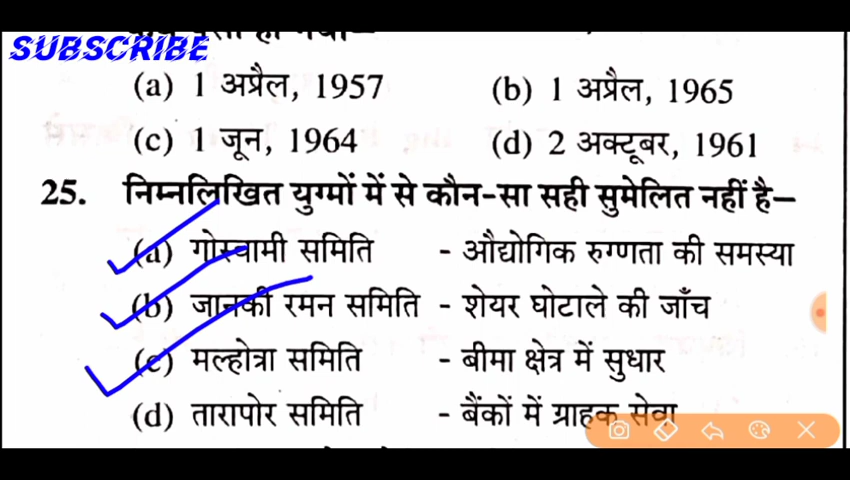 SUBSCRIBE
(a) 1 अप्रैल, 1957 (b) 1 अप्रैल, 1965
(c) 1 जून, 1964 (d) 2 अक्टूबर, 1961
25. निम्नलिखित युग्मों में से कौन-सा सही सुमेलित नहीं है–
(a) गोस्वामी समिति - औद्योगिक रुग्णता की समस्या
(b) जानकी रमन समिति - शेयर घोटाले की जाँच
(c) मल्होत्रा समिति - बीमा क्षेत्र में सुधार
(d) तारापोर समिति - बैंकों में ग्राहक सेवा